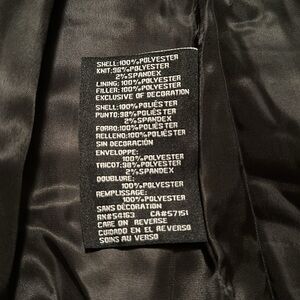 SHELL:100%POLYESTER
KNIT:98%POLYESTER
2%SPANDEX
LINING:100%POLYESTER
FILLER:100%POLYESTER
EXCLUSIVE OF DECORATION
SHELL:100%POLIÉSTER
PUNTO:98%POLIÉSTER
2%SPANDEX
FORRO:100%POLIÉSTER
RELLENO:100%POLIÉSTER
SIN DECORACIÓN
ENVELOPPE:
100%POLYESTER
TRICOT:98%POLYESTER
2%SPANDEX
DOUBLURE:
100%POLYESTER
REMPLISSAGE:
100%POLYESTER
SANS DÉCORATION
RN#54163 CA#57151
CARE ON REVERSE
CUIDADO EN EL REVERSO
SOINS AU VERSO